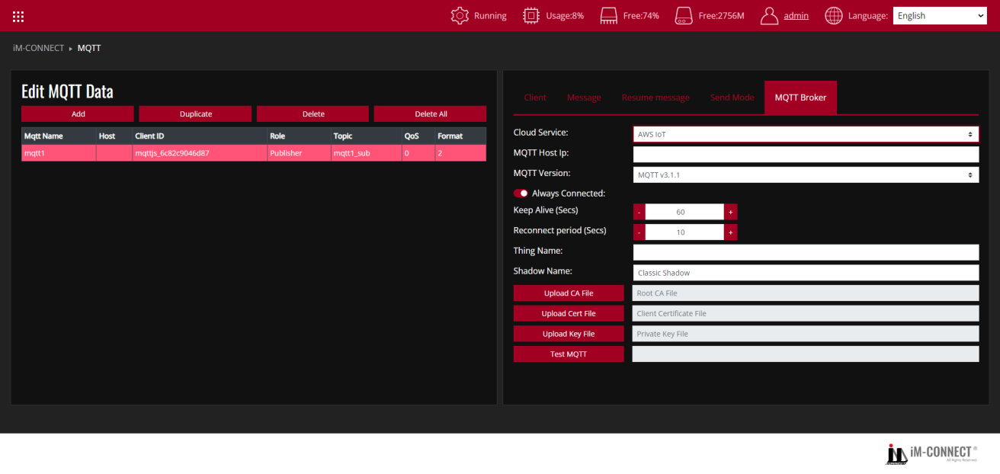 Running Usage:8% Free:74% Free:2756M admin Language: English
iM-CONNECT ▸ MQTT
Edit MQTT Data
Add Duplicate Delete Delete All
Mqtt Name Host Client ID Role Topic QoS Format
mqtt1 mqttjs_6c82c9046d87 Publisher mqtt1_sub 0 2
Client Message Resume message Send Mode MQTT Broker
Cloud Service: AWS IoT
MQTT Host Ip:
MQTT Version: MQTT v3.1.1
Always Connected:
Keep Alive (Secs) - 60 +
Reconnect period (Secs) - 10 +
Thing Name:
Shadow Name: Classic Shadow
Upload CA File Root CA File
Upload Cert File Client Certificate File
Upload Key File Private Key File
Test MQTT
iM-CONNECT®
All Rights Reserved